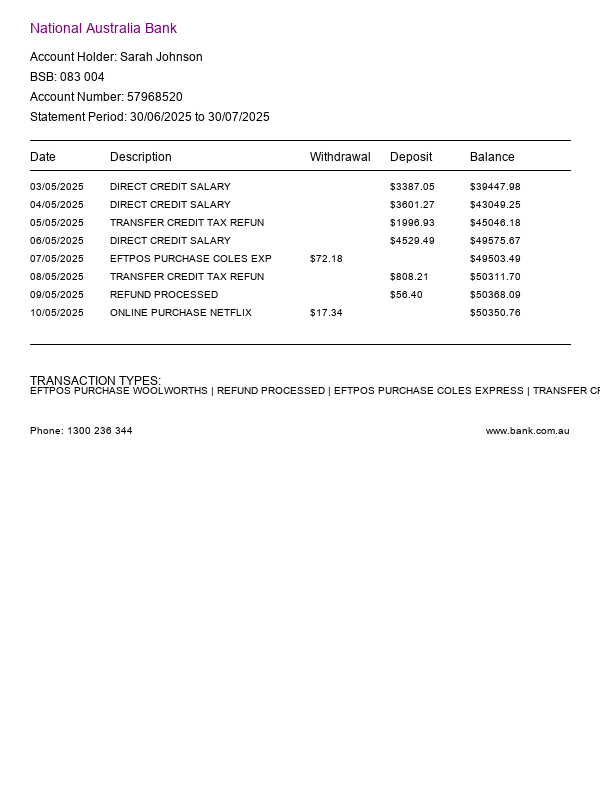 National Australia Bank
Account Holder: Sarah Johnson
BSB: 083 004
Account Number: 57968520
Statement Period: 30/06/2025 to 30/07/2025
Date Description Withdrawal Deposit Balance
03/05/2025 DIRECT CREDIT SALARY $3387.05 $39447.98
04/05/2025 DIRECT CREDIT SALARY $3601.27 $43049.25
05/05/2025 TRANSFER CREDIT TAX REFUN $1996.93 $45046.18
06/05/2025 DIRECT CREDIT SALARY $4529.49 $49575.67
07/05/2025 EFTPOS PURCHASE COLES EXP $72.18 $49503.49
08/05/2025 TRANSFER CREDIT TAX REFUN $808.21 $50311.70
09/05/2025 REFUND PROCESSED $56.40 $50368.09
10/05/2025 ONLINE PURCHASE NETFLIX $17.34 $50350.76
TRANSACTION TYPES:
EFTPOS PURCHASE WOOLWORTHS | REFUND PROCESSED | EFTPOS PURCHASE COLES EXPRESS | TRANSFER
Phone: 1300 236 344 www.bank.com.au